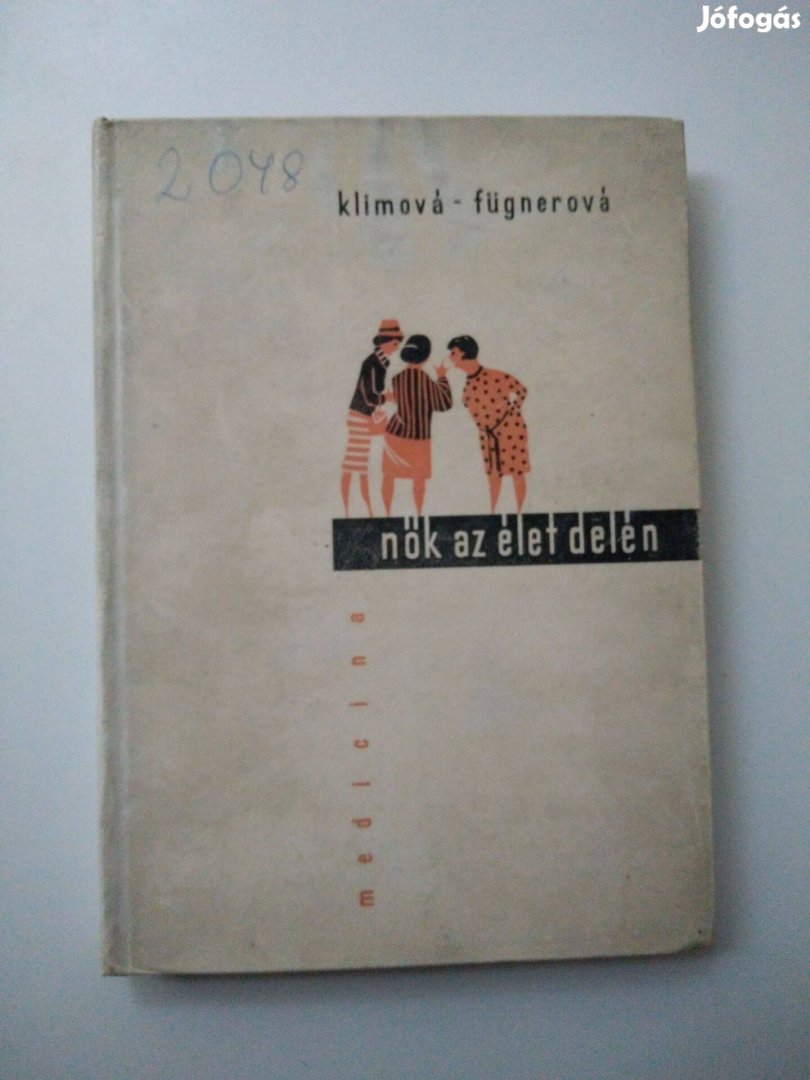 Jófogás
2048
klimová - fügnerová
nök az élet delén
medicina